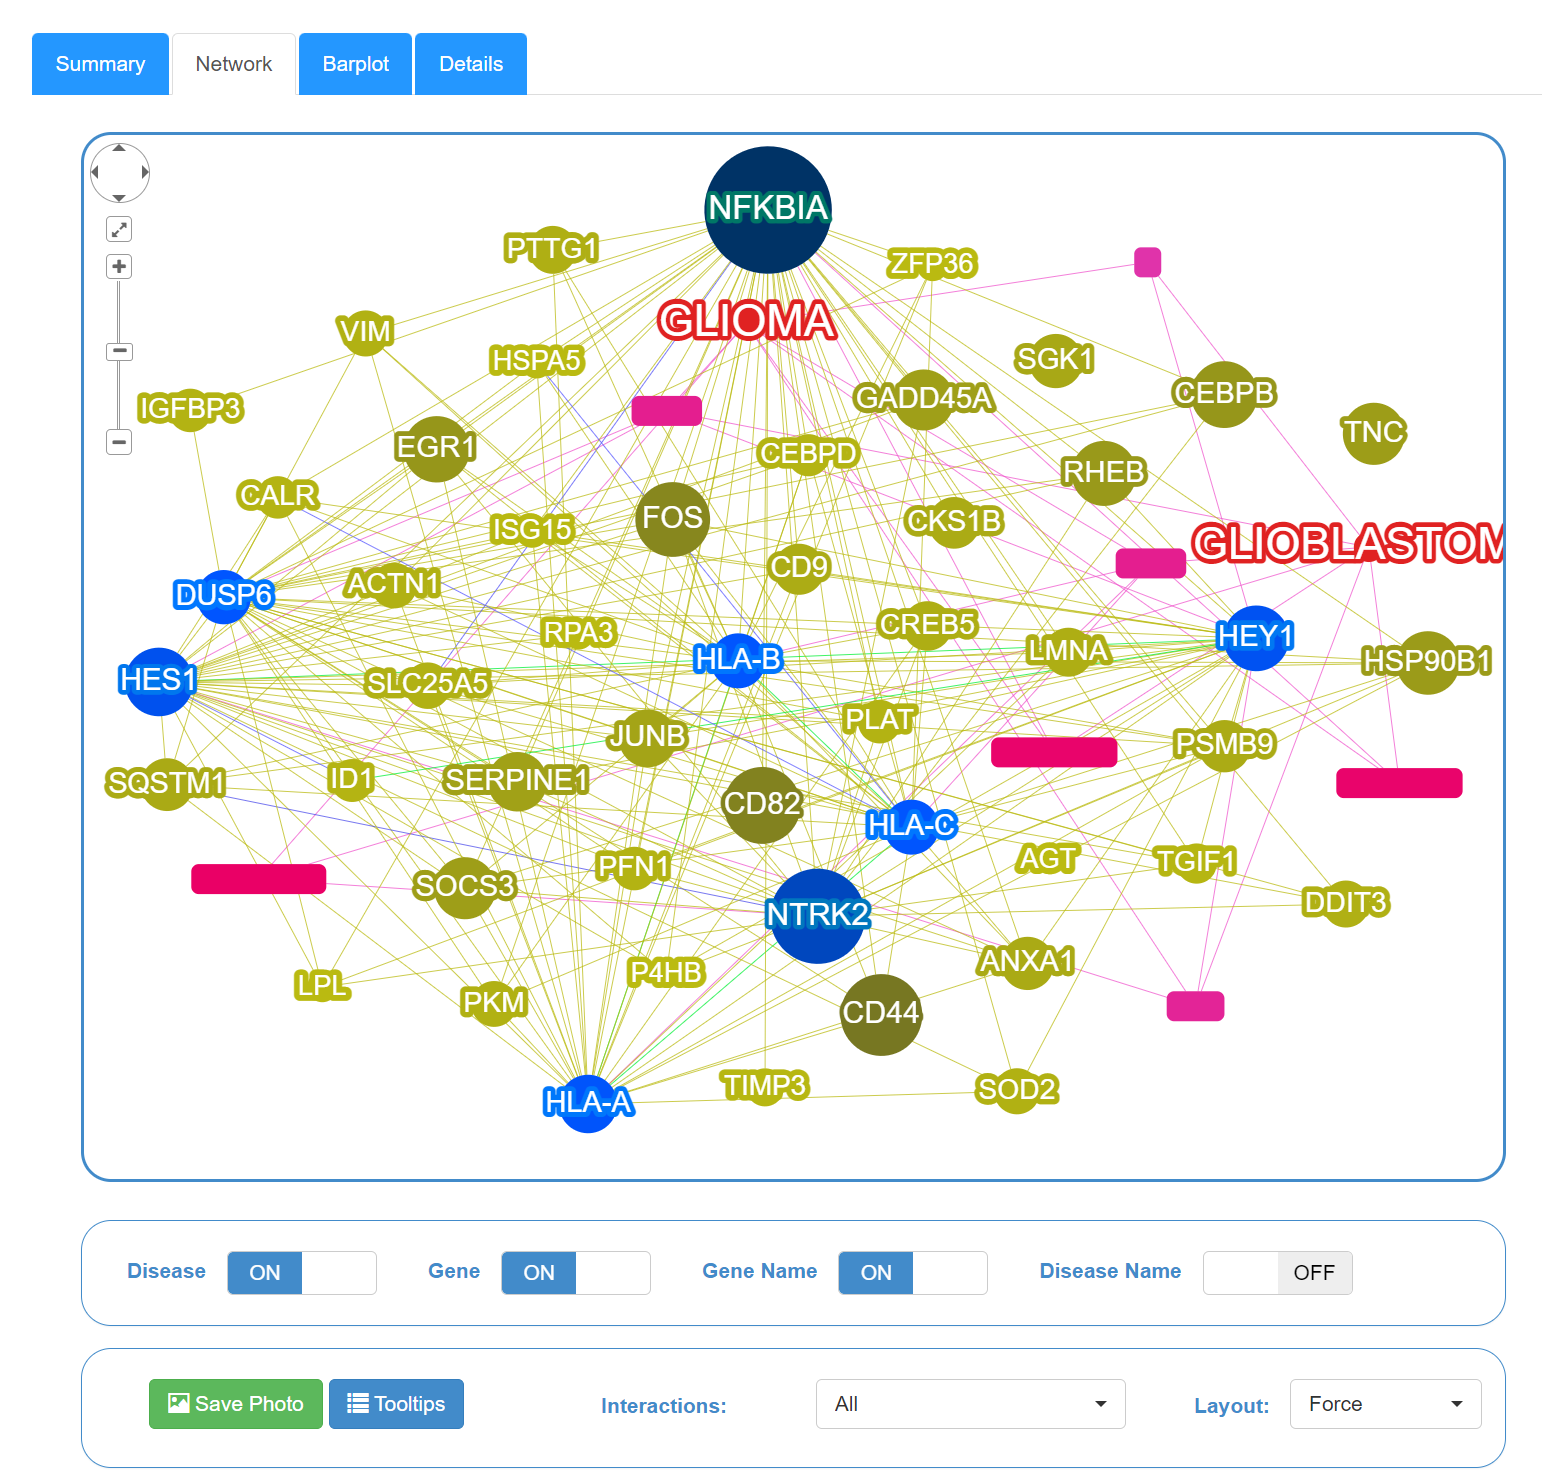 Summary
Network
Barplot
Details
NFKBIA
PTTG1
ZFP36
GLIOMA
VIM
HSPA5
SGK1
CEBPB
GADD45A
IGFBP3
TNC
EGR1
CEBPD
RHEB
CALR
FOS
CKS1B
ISG15
GLIOBLASTOM
CD9
ACTN1
DUSP6
CREB5
RPA3
HEY1
LMNA
HLA-B
HSP90B1
HES1
SLC25A5
PLAT
JUNB
PSMB9
SQSTM1
ID1
SERPINE1
CD82
HLA-C
AGT
TGIF1
PFN1
SOCS3
DDIT3
NTRK2
ANXA1
P4HB
LPL
PKM
CD44
TIMP3
SOD2
HLA-A
Disease ON Gene ON Gene Name ON Disease Name OFF
Save Photo Tooltips Interactions: All Layout: Force